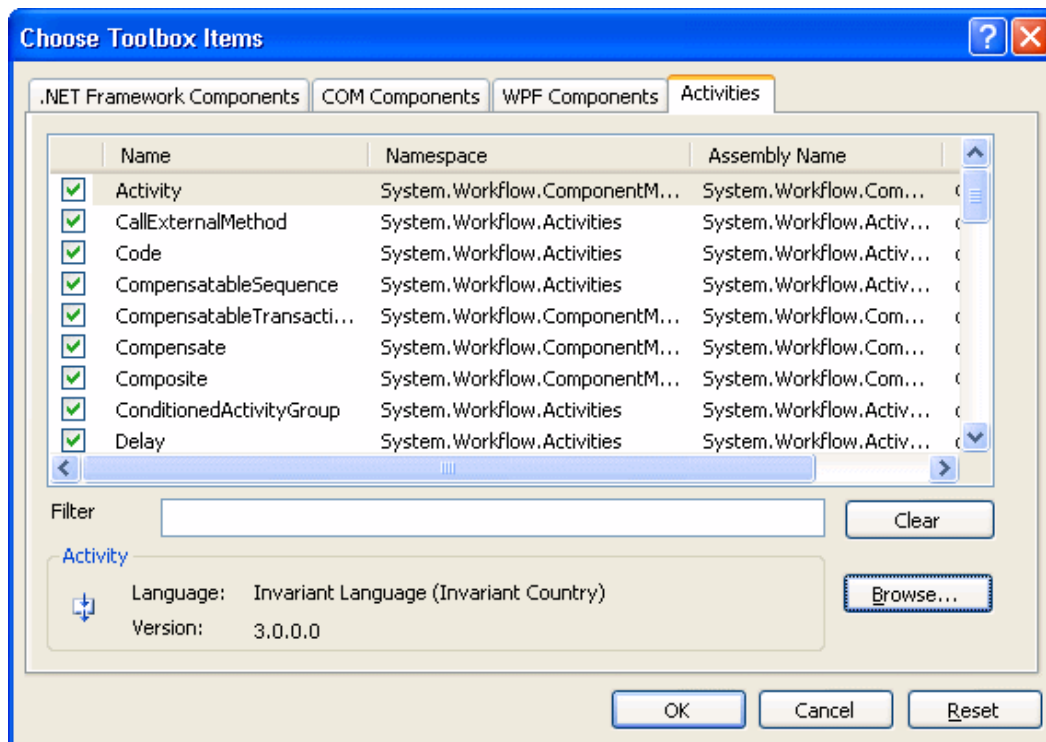 Choose Toolbox Items
.NET Framework Components COM Components WPF Components Activities
Name Namespace Assembly Name
Activity System.Workflow.ComponentM... System.Workflow.Com...
CallExternalMethod System.Workflow.Activities System.Workflow.Activ...
Code System.Workflow.Activities System.Workflow.Activ...
CompensatableSequence System.Workflow.Activities System.Workflow.Activ...
CompensatableTransacti... System.Workflow.ComponentM... System.Workflow.Com...
Compensate System.Workflow.ComponentM... System.Workflow.Com...
Composite System.Workflow.ComponentM... System.Workflow.Com...
ConditionedActivityGroup System.Workflow.Activities System.Workflow.Activ...
Delay System.Workflow.Activities System.Workflow.Activ...
Filter Clear
Activity
Language: Invariant Language (Invariant Country) Browse...
Version: 3.0.0.0
OK Cancel Reset